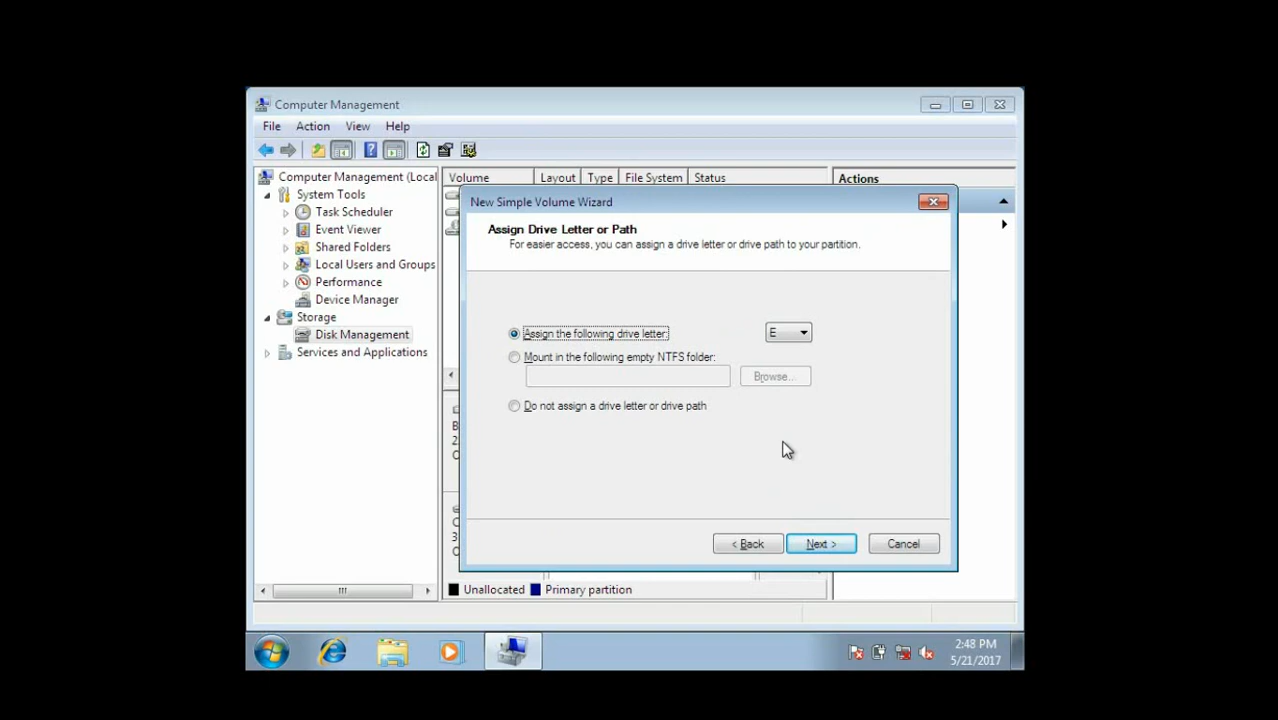 Computer Management
File Action View Help
Computer Management (Local
System Tools
Task Scheduler
Event Viewer
Shared Folders
Local Users and Groups
Performance
Device Manager
Storage
Disk Management
Services and Applications
Volume Layout Type File System Status
Actions
New Simple Volume Wizard
Assign Drive Letter or Path
For easier access, you can assign a drive letter or drive path to your partition.
Assign the following drive letter: E
Mount in the following empty NTFS folder:
Browse...
Do not assign a drive letter or drive path
< Back Next > Cancel
B
2
O
C
3
O
Unallocated Primary partition
2:48 PM
5/21/2017